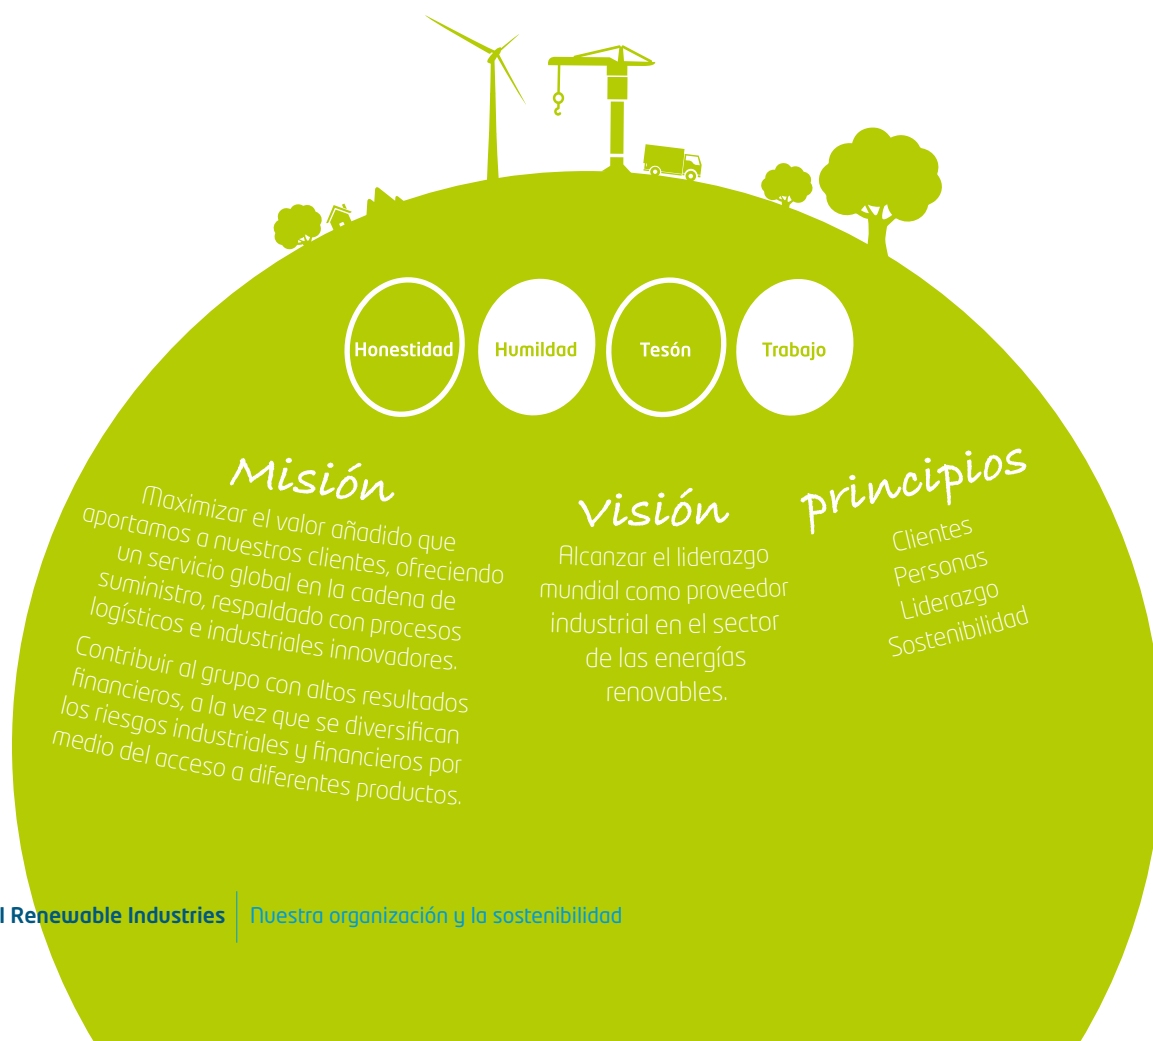 Honestidad
Humildad
Tesón
Trabajo
Misión
Maximizar el valor añadido que
aportamos a nuestros clientes, ofreciendo
un servicio global en la cadena de
suministro, respaldado con procesos
logísticos e industriales innovadores.
Contribuir al grupo con altos resultados
financieros, a la vez que se diversifican
los riesgos industriales y financieros por
medio del acceso a diferentes productos.
Visión
Alcanzar el liderazgo
mundial como proveedor
industrial en el sector
de las energías
renovables.
principios
Clientes
Personas
Liderazgo
Sostenibilidad
I Renewable Industries
Nuestra organización y la sostenibilidad